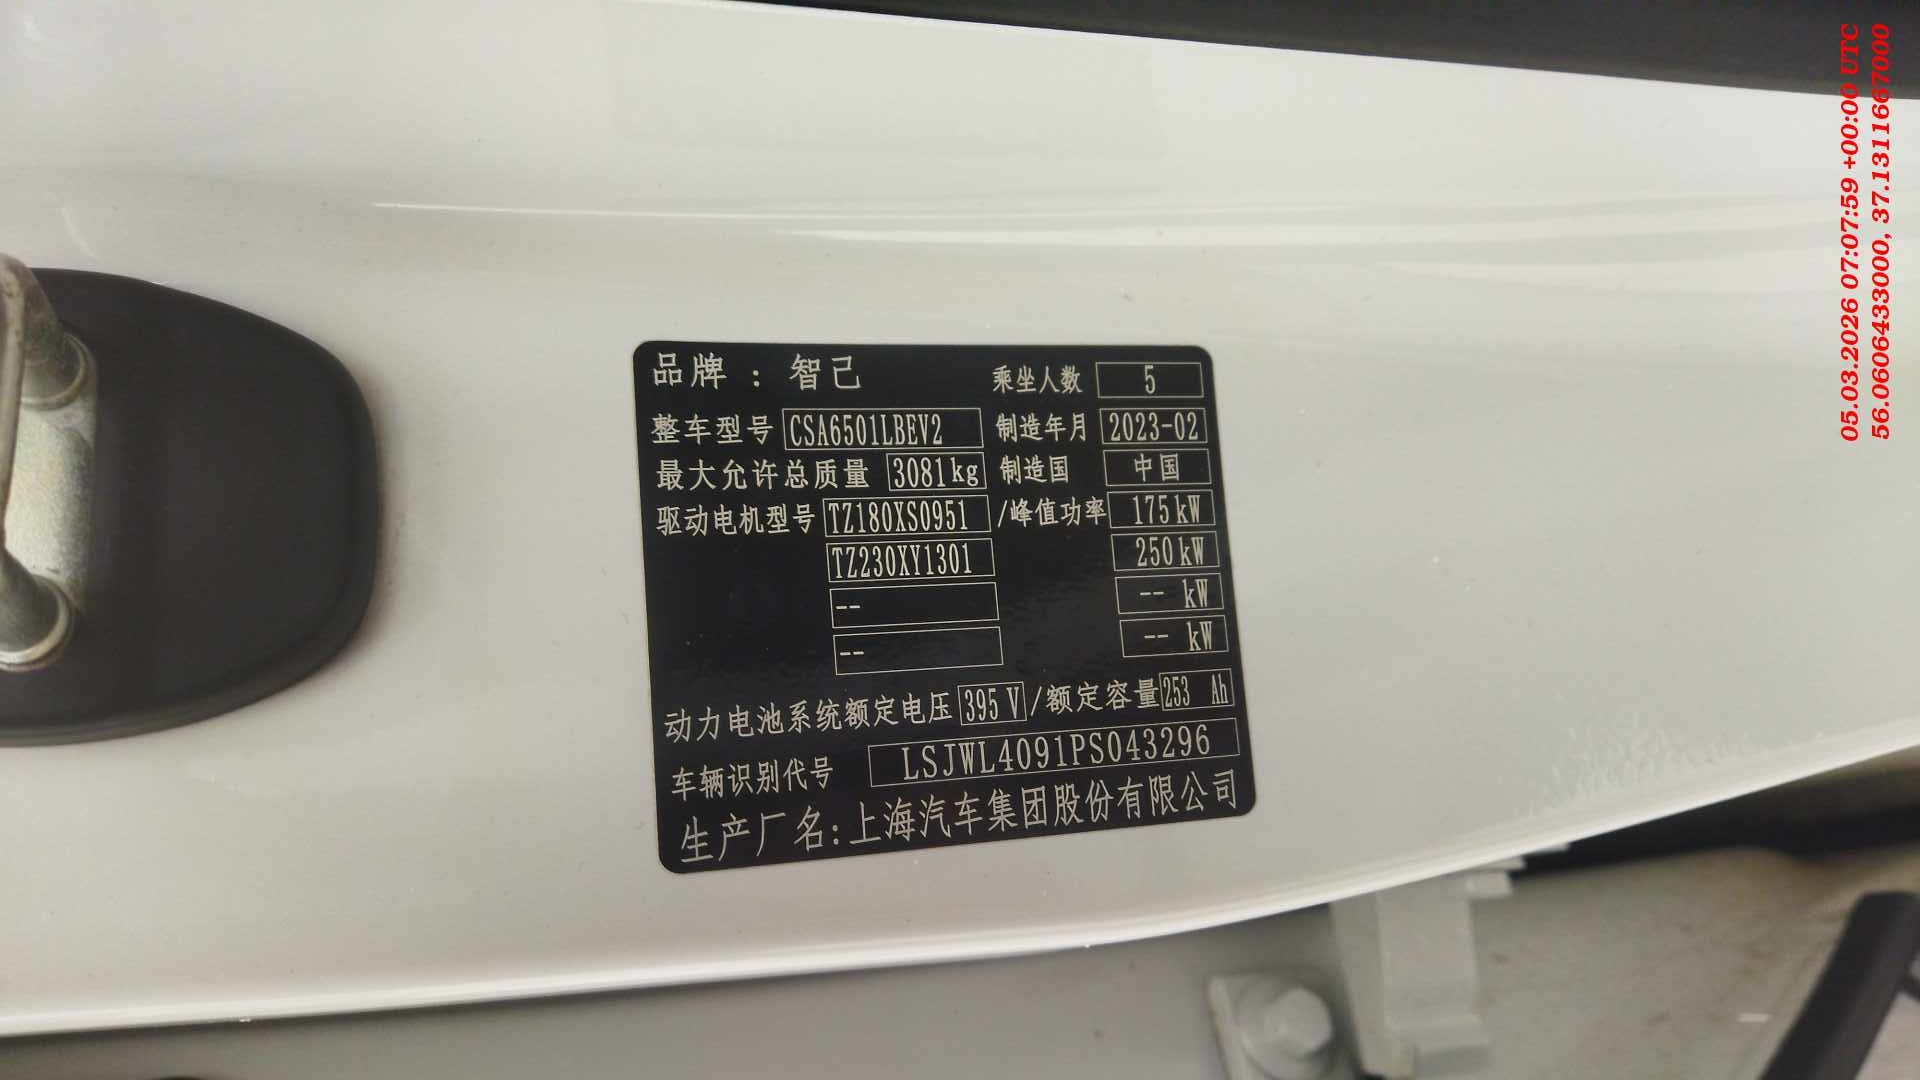 品牌：智己 乘坐人数 5
整车型号 CSA6501LBEV2 制造年月 2023-02
最大允许总质量 3081kg 制造国 中国
驱动电机型号 TZ180XS0951 /峰值功率 175kW
TZ230XY1301 250kW
-- -- kW
-- -- kW
动力电池系统额定电压 395 V /额定容量 253 Ah
车辆识别代号 LSJWL4091PS043296
生产厂名:上海汽车集团股份有限公司
05.03.2026 07:07:59 +00:00 UTC
56.0609064333000, 37.1311667000